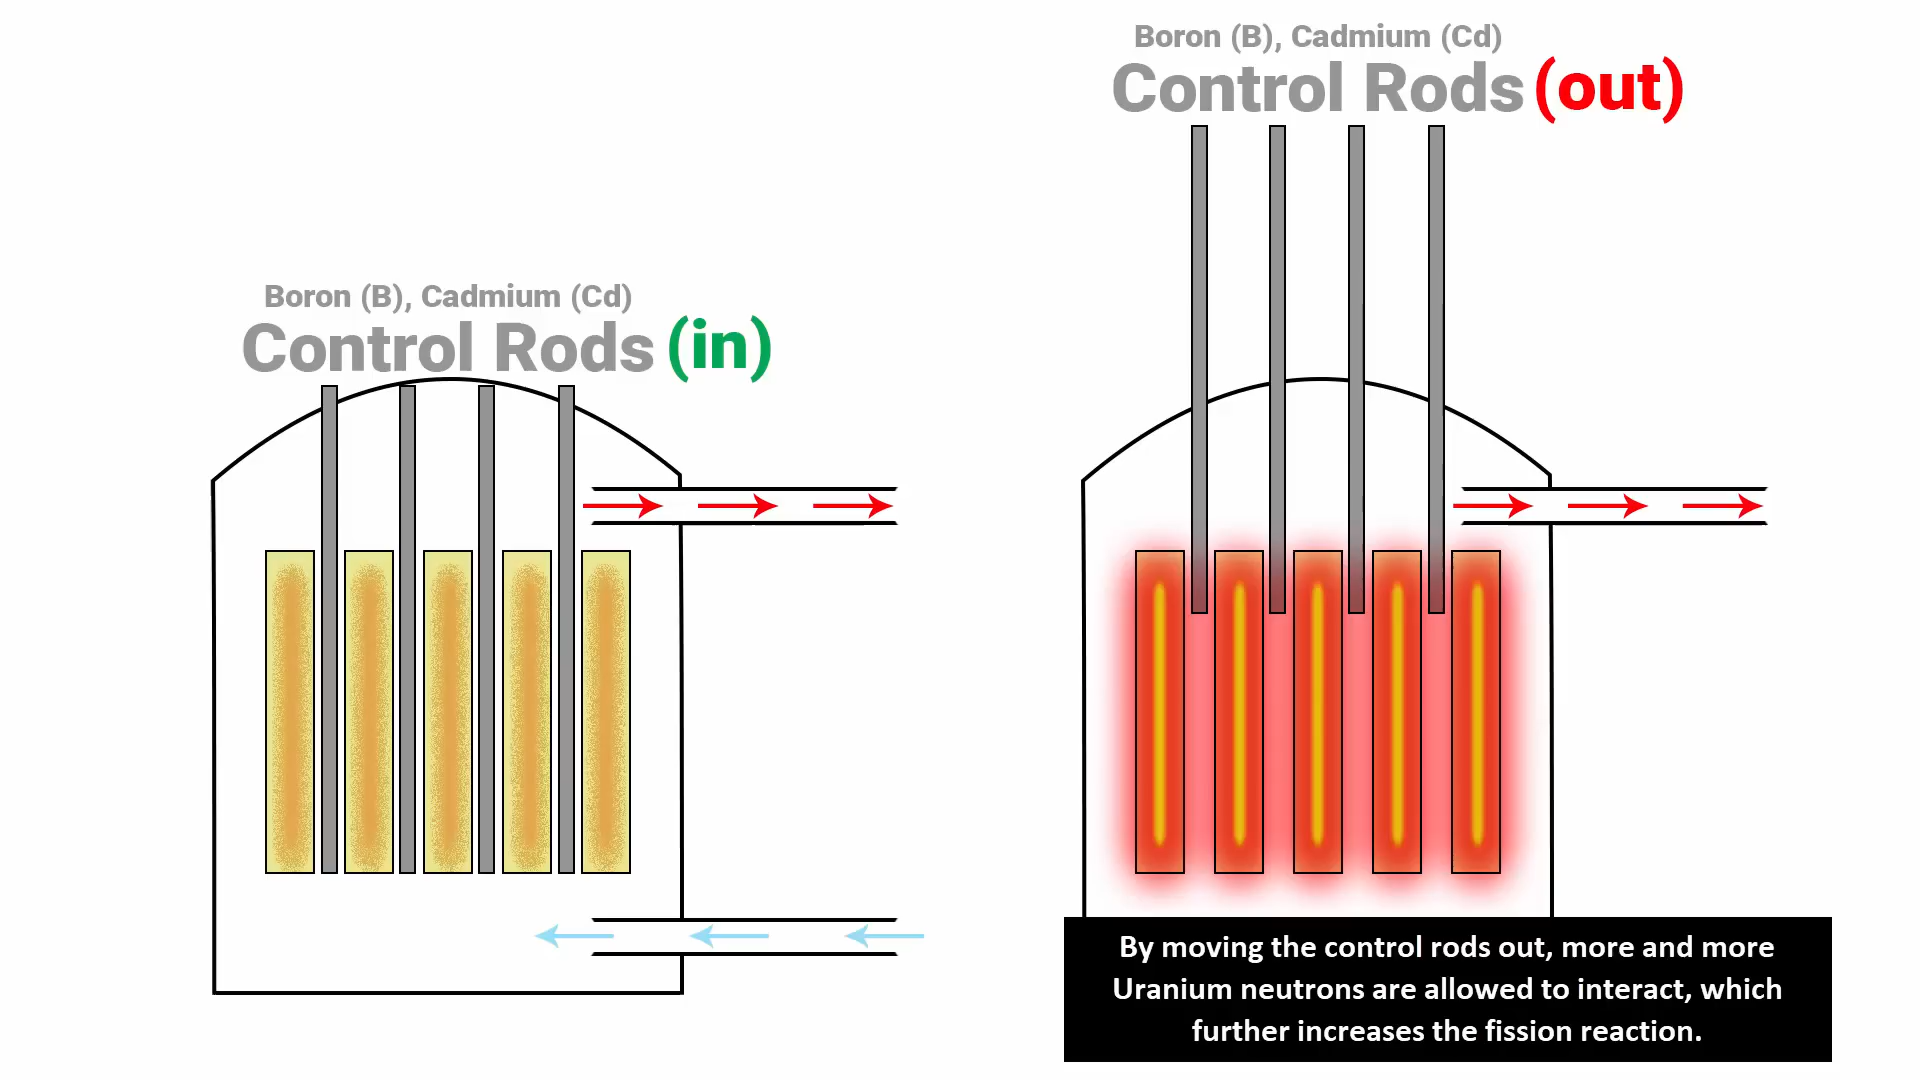 Boron (B), Cadmium (Cd)
Control Rods (in)
Boron (B), Cadmium (Cd)
Control Rods (out)
By moving the control rods out, more and more
Uranium neutrons are allowed to interact, which
further increases the fission reaction.